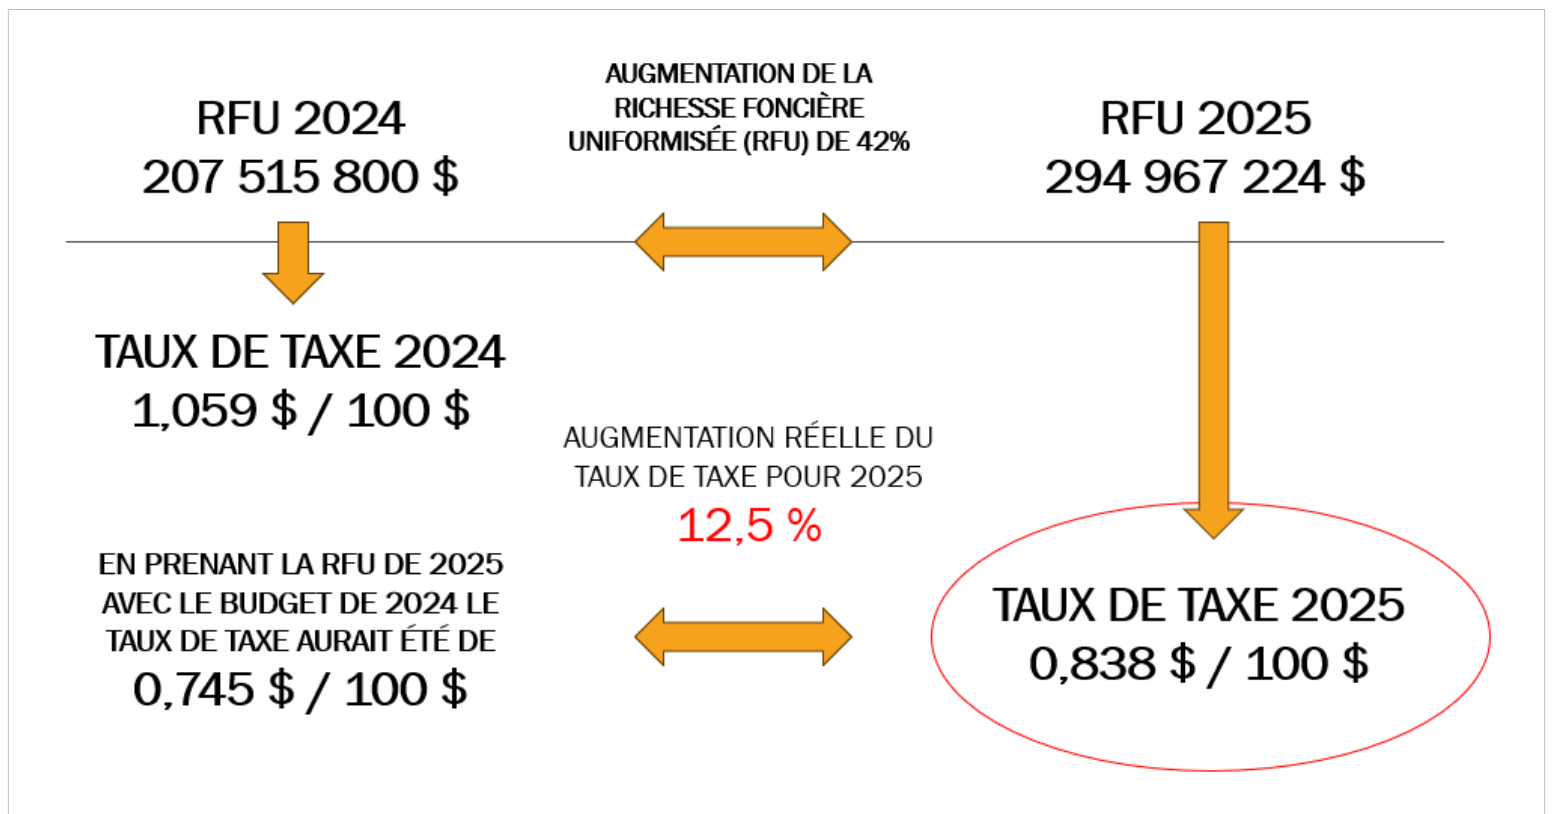 RFU 2024
207 515 800 $
AUGMENTATION DE LA
RICHESSE FONCIÈRE
UNIFORMISÉE (RFU) DE 42%
RFU 2025
294 967 224 $
TAUX DE TAXE 2024
1,059 $ / 100 $
AUGMENTATION RÉELLE DU
TAUX DE TAXE POUR 2025
12,5 %
EN PRENANT LA RFU DE 2025
AVEC LE BUDGET DE 2024 LE
TAUX DE TAXE AURAIT ÉTÉ DE
0,745 $ / 100 $
TAUX DE TAXE 2025
0,838 $ / 100 $